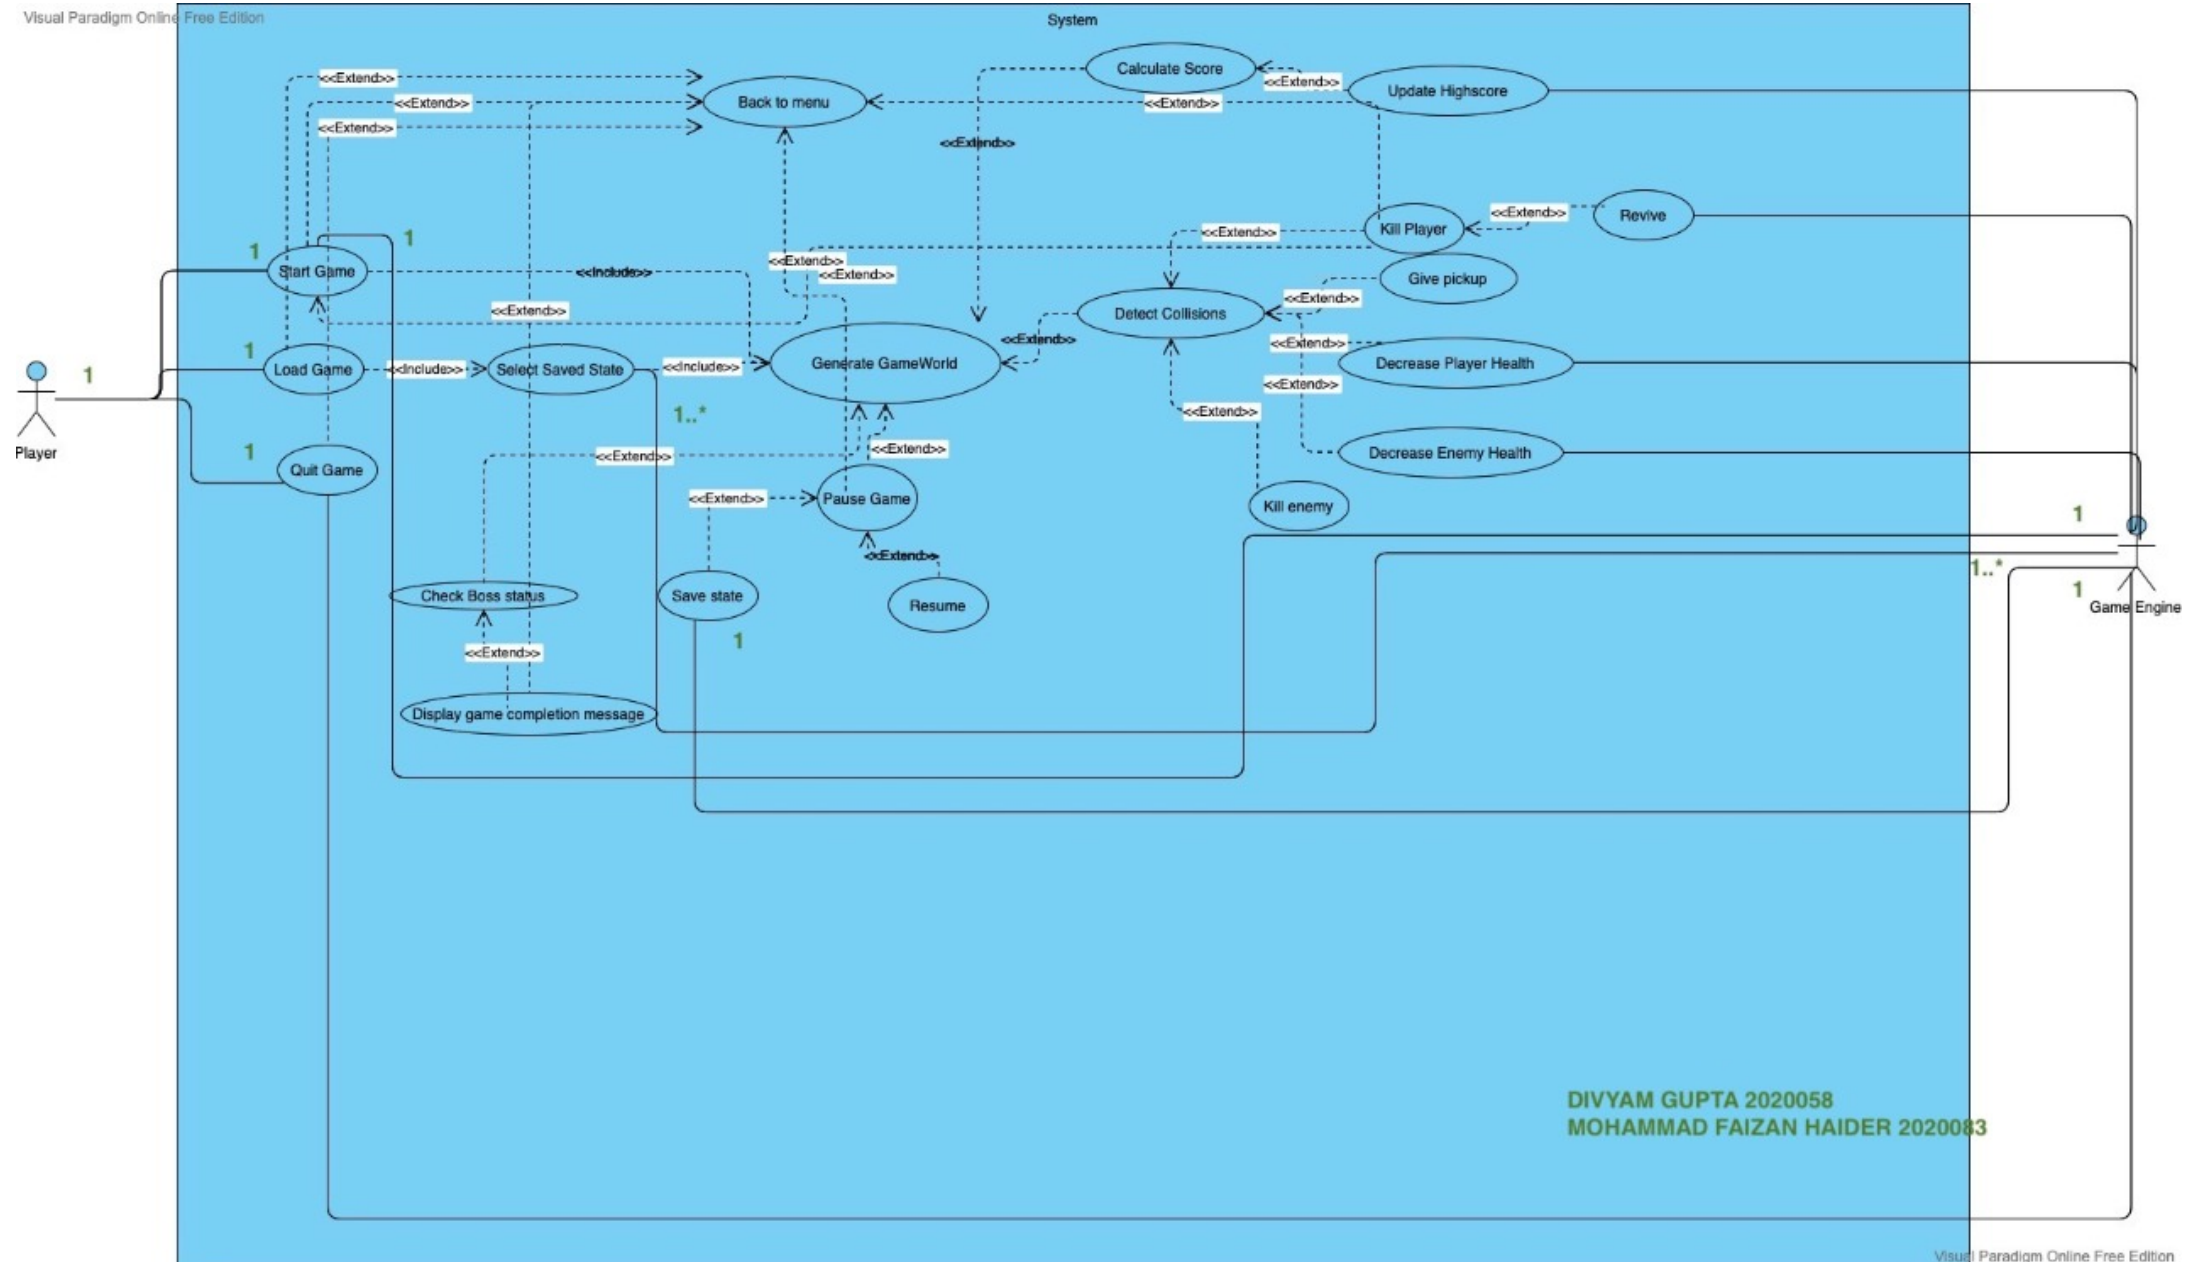 Visual Paradigm Online Free Edition
System
Calculate Score
<<Extend>>
<<Extend>>
Update Highscore
<<Extend>>
Back to menu
<<Extend>>
<<Extend>>
<<Extend>>
Kill Player
<<Extend>>
Revive
<<Extend>>
1
1
Start Game
<<Include>>
<<Extend>>
<<Extend>>
Give pickup
<<Extend>>
<<Extend>>
Detect Collisions
<<Extend>>
<<Extend>>
1
1
Load Game
<<Include>>
Select Saved State
<<Include>>
Generate GameWorld
Decrease Player Health
<<Extend>>
1..*
<<Extend>>
Player
1
Quit Game
<<Extend>>
<<Extend>>
Decrease Enemy Health
<<Extend>>
Pause Game
Kill enemy
1
<<Extend>>
1..*
Check Boss status
Save state
Resume
1
Game Engine
1
<<Extend>>
Display game completion message
DIVYAM GUPTA 2020058
MOHAMMAD FAIZAN HAIDER 2020083
Visual Paradigm Online Free Edition